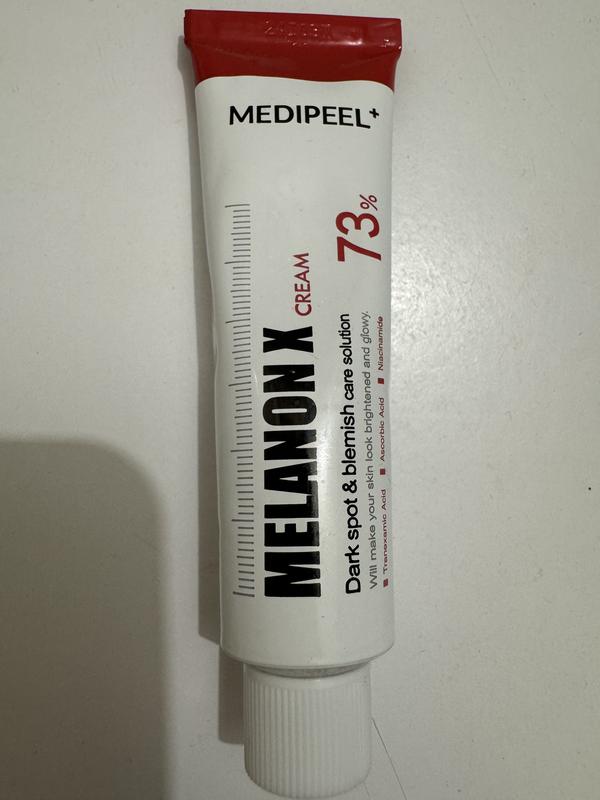 MEDIPEEL+
MELANON X CREAM
73%
Dark spot & blemish care solution
Will make your skin look brightened and glowy.
■ Tranexamic Acid ■ Ascorbic Acid ■ Niacinamide